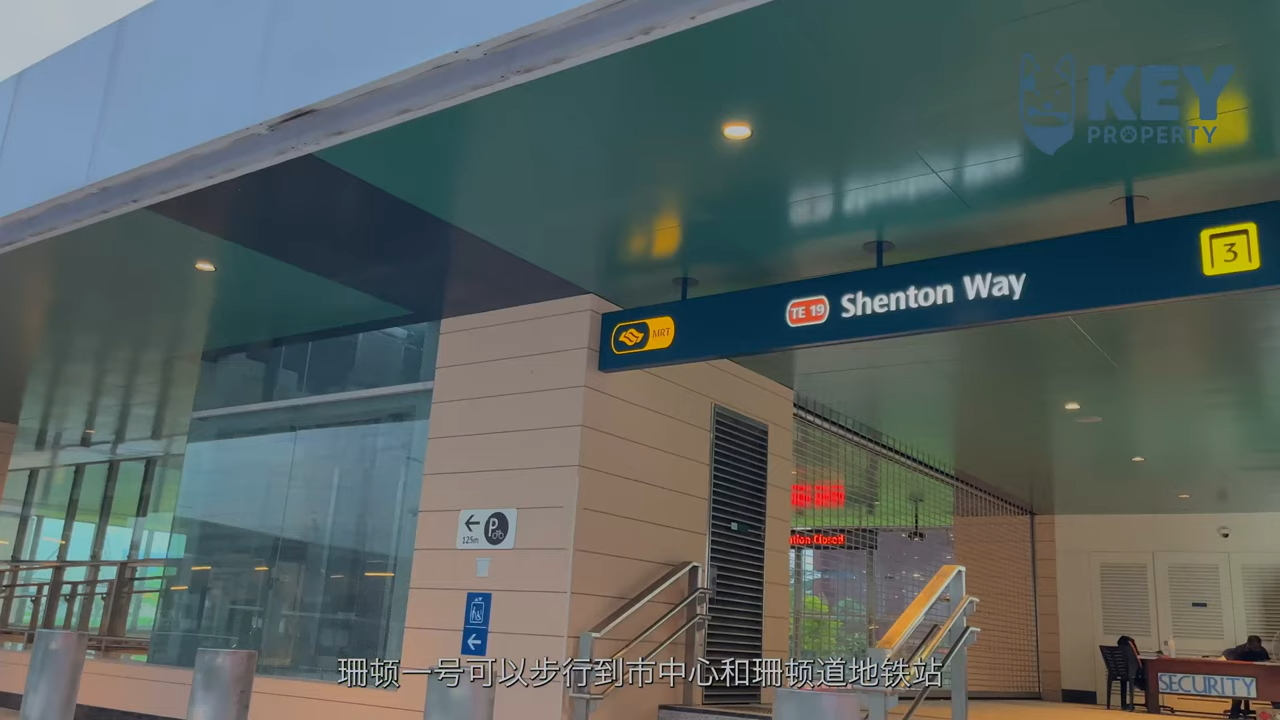 KEY
PROPERTY
3
TE 19 Shenton Way
MRT
P
125m
tion Closed
SECURITY
珊顿一号可以步行到市中心和珊顿道地铁站